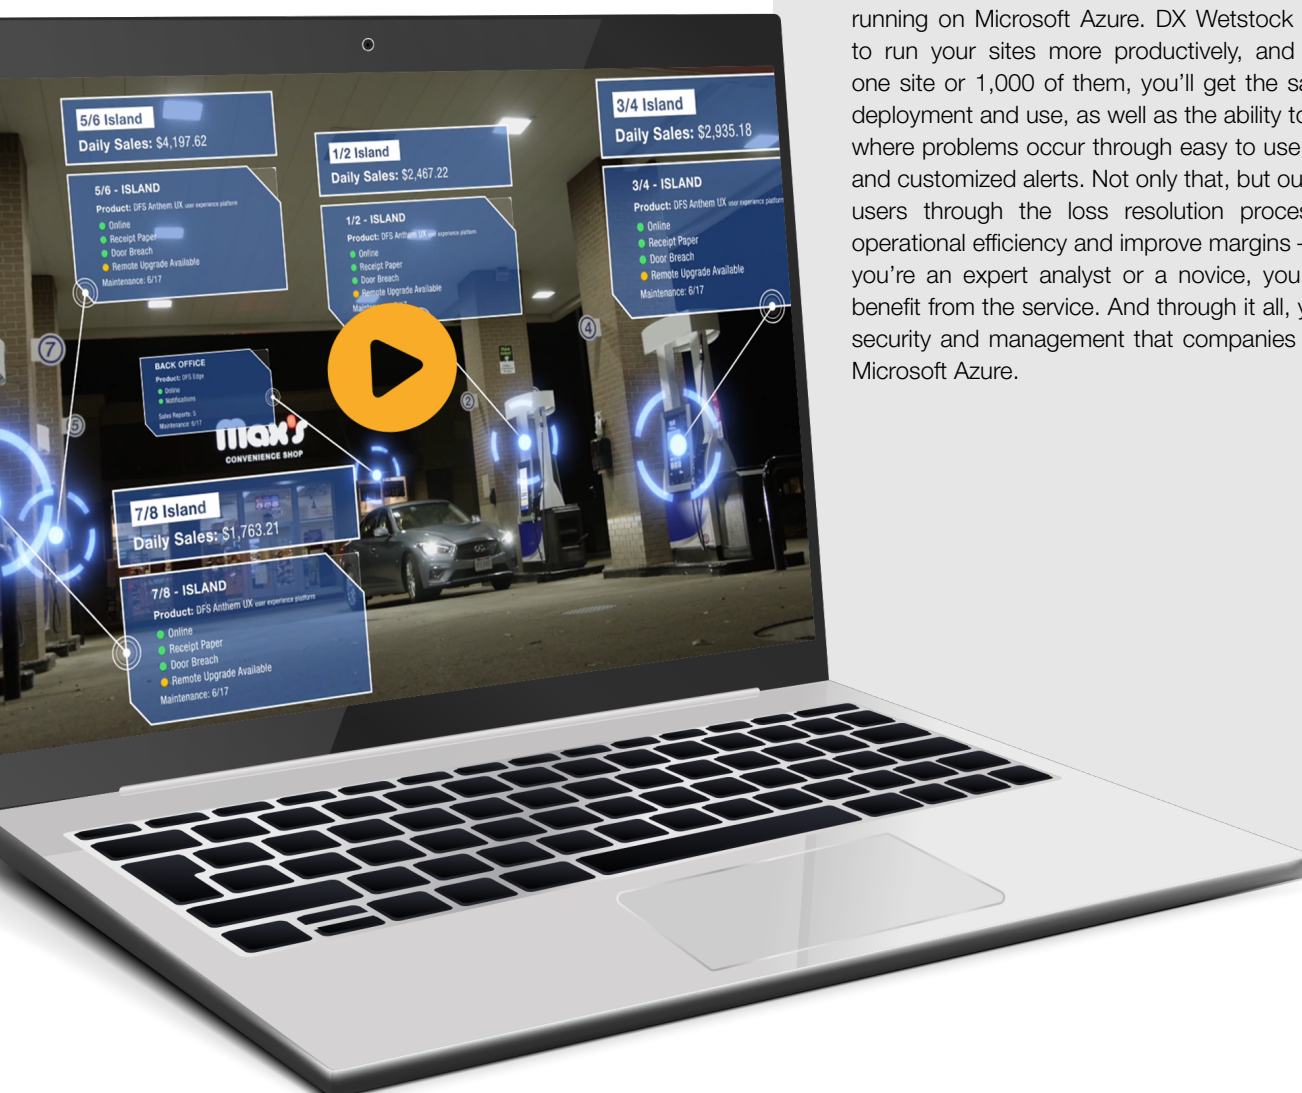 5/6 Island
Daily Sales: $4,197.62
5/6 - ISLAND
Product: DFS Anthem UX user experience platform
Online
Receipt Paper
Door Breach
Remote Upgrade Available
Maintenance: 6/17
1/2 Island
Daily Sales: $2,467.22
1/2 - ISLAND
Product: DFS Anthem UX user experience platform
Online
Receipt Paper
Door Breach
Remote Upgrade Available
3/4 Island
Daily Sales: $2,935.18
3/4 - ISLAND
Product: DFS Anthem UX user experience platform
Online
Receipt Paper
Door Breach
Remote Upgrade Available
Maintenance: 6/17
7
5
4
2
BACK OFFICE
Product: DFS Edge
Online
Notifications
Sales Reports: 5
Maintenance: 6/17
max's
CONVENIENCE SHOP
7/8 Island
Daily Sales: $1,763.21
7/8 - ISLAND
Product: DFS Anthem UX user experience platform
Online
Receipt Paper
Door Breach
Remote Upgrade Available
Maintenance: 6/17
running on Microsoft Azure. DX Wetstock
to run your sites more productively, and
one site or 1,000 of them, you'll get the
deployment and use, as well as the ability to
where problems occur through easy to use
and customized alerts. Not only that, but
users through the loss resolution
operational efficiency and improve margins –
you're an expert analyst or a novice, you
benefit from the service. And through it all,
security and management that companies
Microsoft Azure.